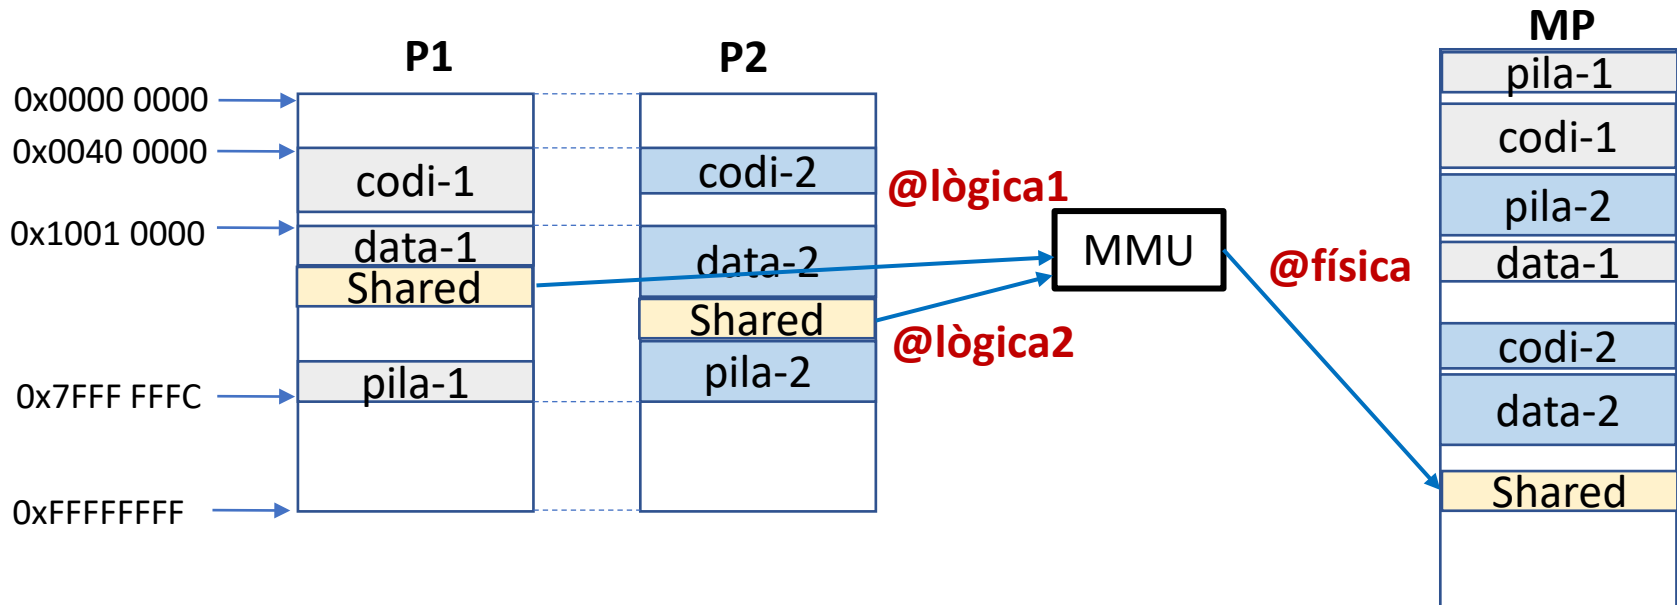 P1
P2
MP
0x0000 0000
0x0040 0000
0x1001 0000
0x7FFF FFFC
0xFFFFFFFF
codi-1
data-1
Shared
pila-1
codi-2
data-2
Shared
pila-2
@lògica1
@lògica2
MMU
@física
pila-1
codi-1
pila-2
data-1
codi-2
data-2
Shared